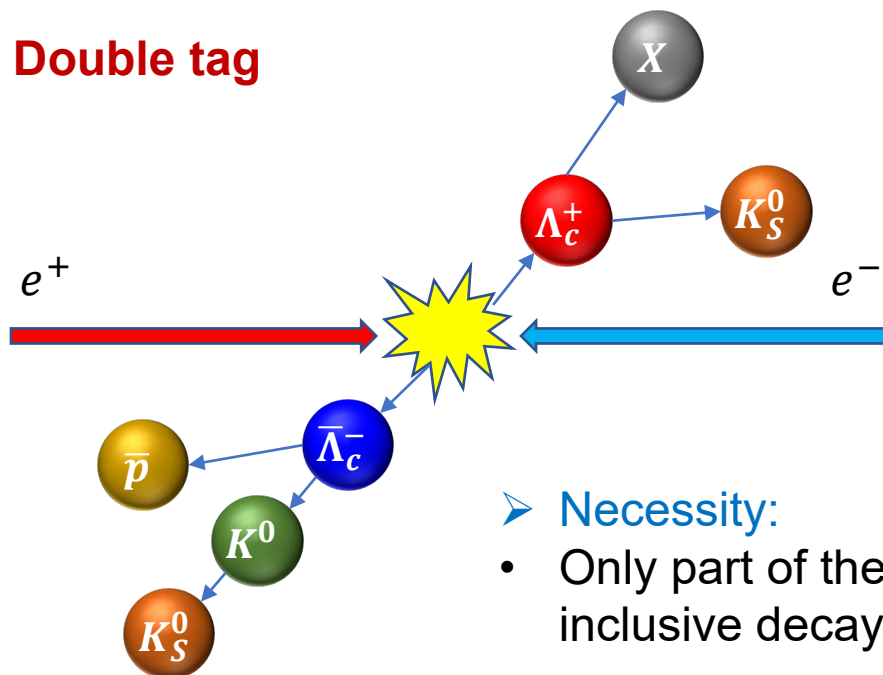 Double tag
X
Λc+
KS0
e+
e−
Λ̅c−
p̅
K0
KS0
➢ Necessity:
• Only part of the
inclusive decay